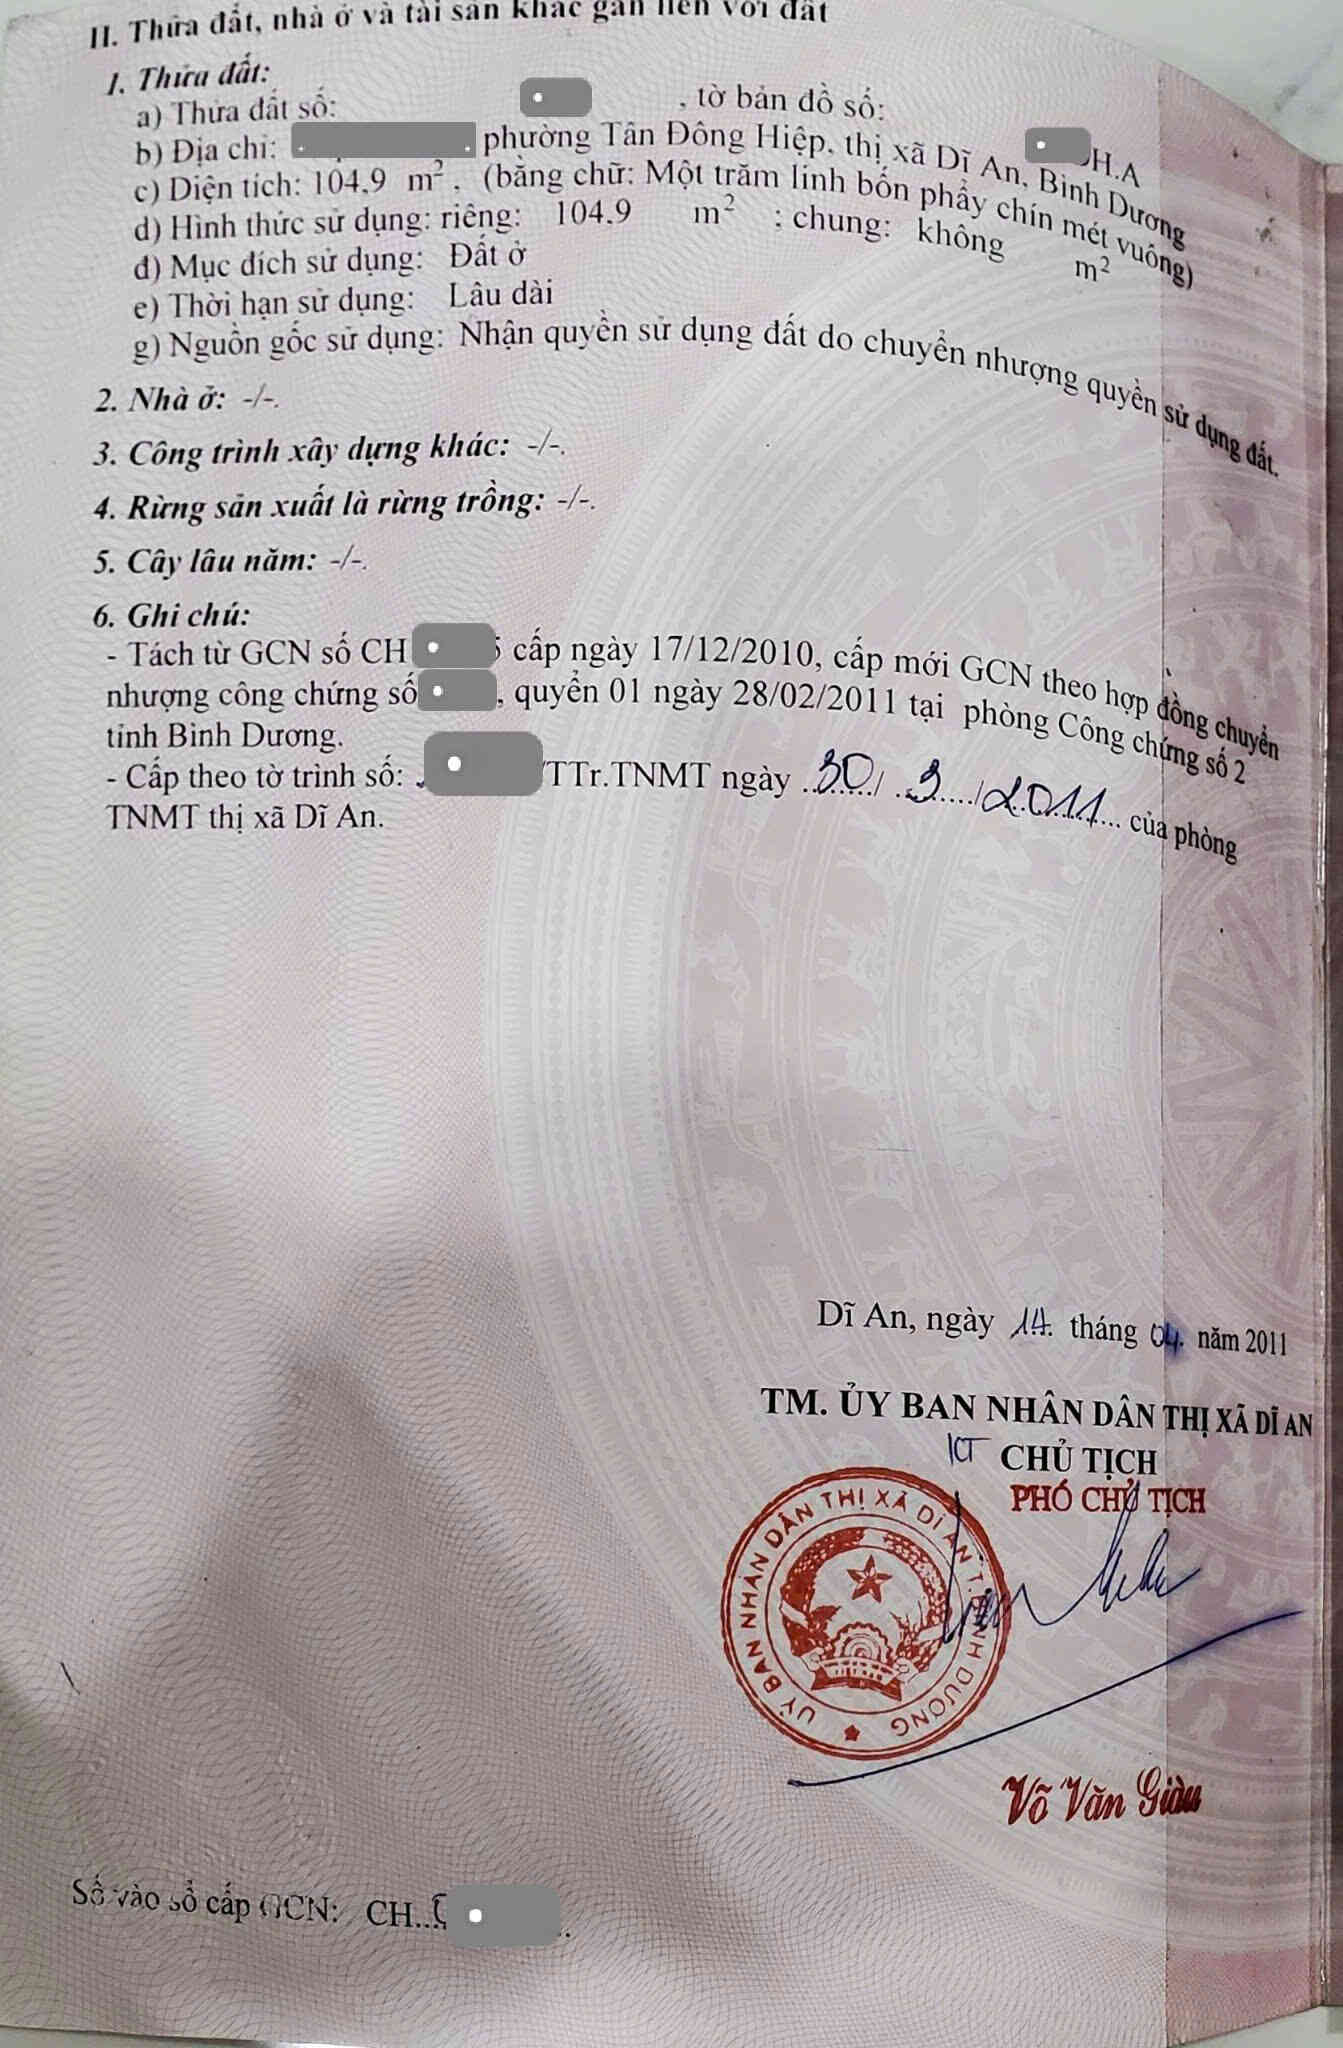 II. Thửa đất, nhà ở và tài sản khác gắn liền với đất
1. Thửa đất:
a) Thửa đất số: , tờ bản đồ số: H.A
b) Địa chỉ: phường Tân Đông Hiệp, thị xã Dĩ An, Bình Dương
c) Diện tích: 104,9 m², (bằng chữ: Một trăm linh bốn phẩy chín mét vuông)
d) Hình thức sử dụng: riêng: 104.9 m² ; chung: không m²
đ) Mục đích sử dụng: Đất ở
e) Thời hạn sử dụng: Lâu dài
g) Nguồn gốc sử dụng: Nhận quyền sử dụng đất do chuyển nhượng quyền sử dụng đất.
2. Nhà ở: -/-.
3. Công trình xây dựng khác: -/-.
4. Rừng sản xuất là rừng trồng: -/-.
5. Cây lâu năm: -/-.
6. Ghi chú:
- Tách từ GCN số CH cấp ngày 17/12/2010, cấp mới GCN theo hợp đồng chuyển
nhượng công chứng số , quyển 01 ngày 28/02/2011 tại phòng Công chứng số 2
tỉnh Bình Dương.
- Cấp theo tờ trình số: /TTr.TNMT ngày 30/ 3 /2011 của phòng
TNMT thị xã Dĩ An.
Dĩ An, ngày 14 tháng 04 năm 2011
TM. ỦY BAN NHÂN DÂN THỊ XÃ DĨ AN
KT CHỦ TỊCH
PHÓ CHỦ TỊCH
ỦY BAN NHÂN DÂN THỊ XÃ DĨ AN T. BÌNH DƯƠNG
Võ Văn Giàu
Số vào sổ cấp GCN: CH..